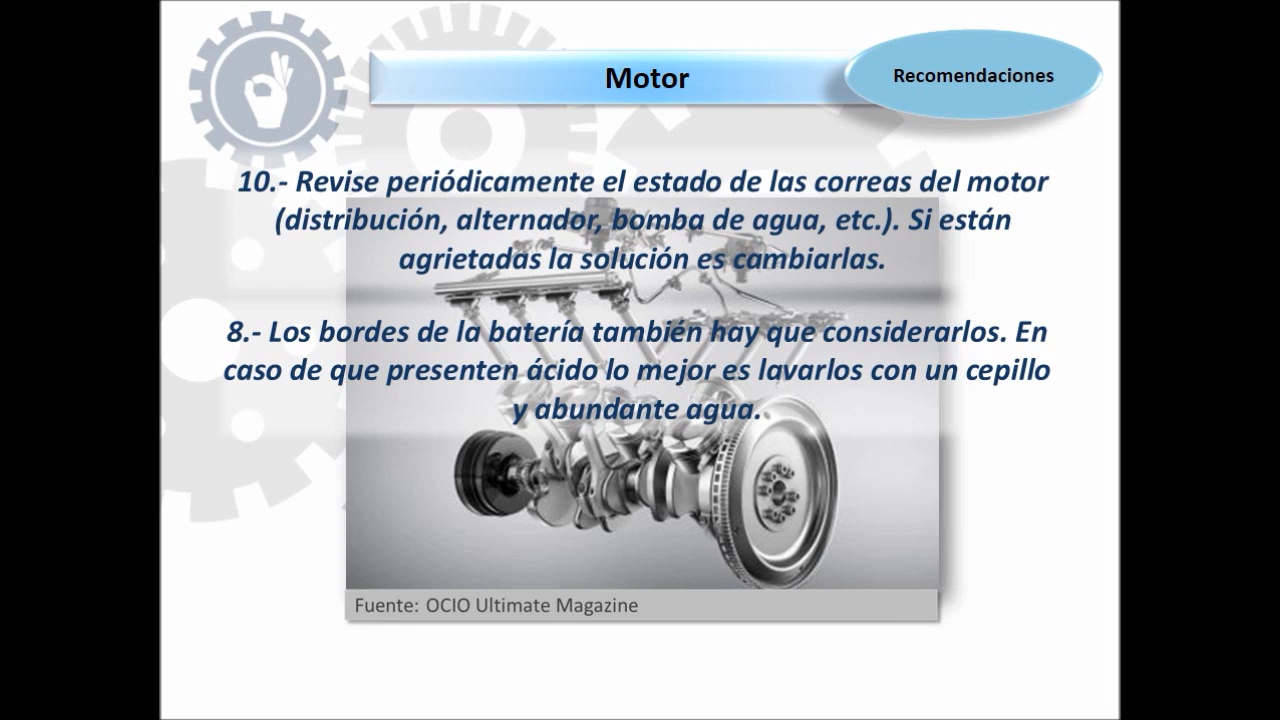 Motor
Recomendaciones
10.- Revise periódicamente el estado de las correas del motor
(distribución, alternador, bomba de agua, etc.). Si están
agrietadas la solución es cambiarlas.
8.- Los bordes de la batería también hay que considerarlos. En
caso de que presenten ácido lo mejor es lavarlos con un cepillo
y abundante agua.
Fuente: OCIO Ultimate Magazine